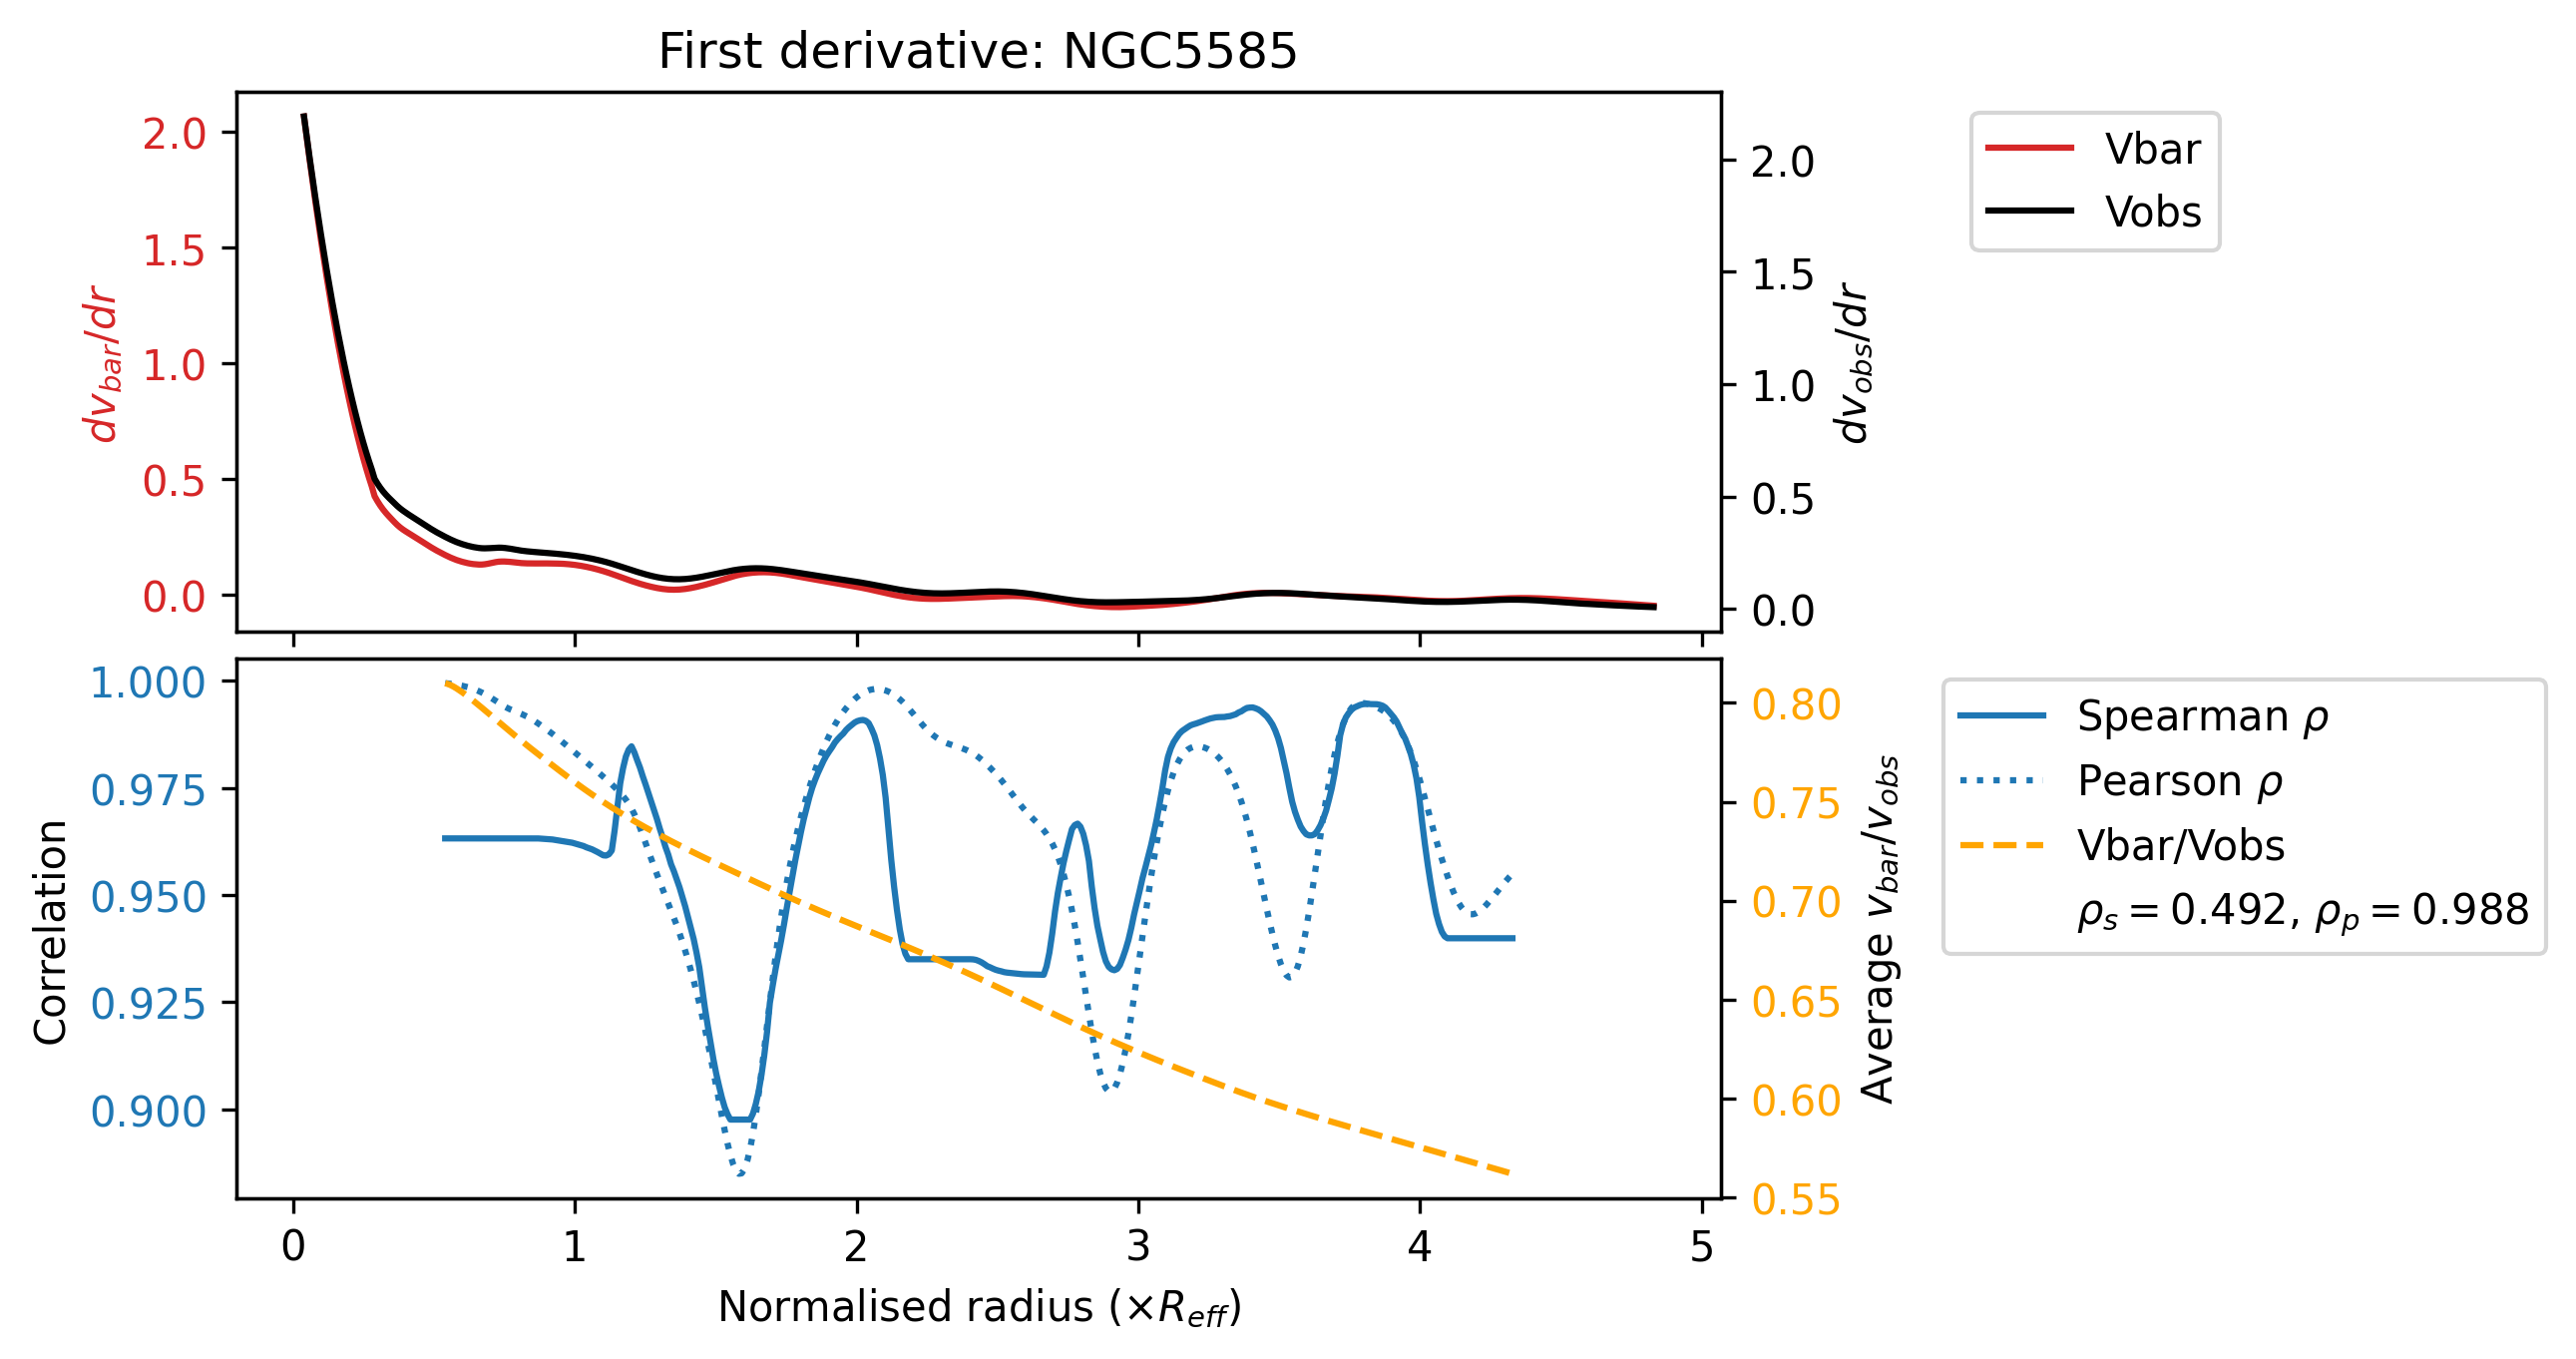 First derivative: NGC5585
2.0
1.5
1.0
0.5
0.0
dv_bar/dr
2.0
1.5
1.0
0.5
0.0
dv_obs/dr
Vbar
Vobs
1.000
0.975
0.950
0.925
0.900
Correlation
0.80
0.75
0.70
0.65
0.60
0.55
Average v_bar/v_obs
Spearman ρ
Pearson ρ
Vbar/Vobs
ρ_s = 0.492, ρ_p = 0.988
0 1 2 3 4 5
Normalised radius (×R_eff)